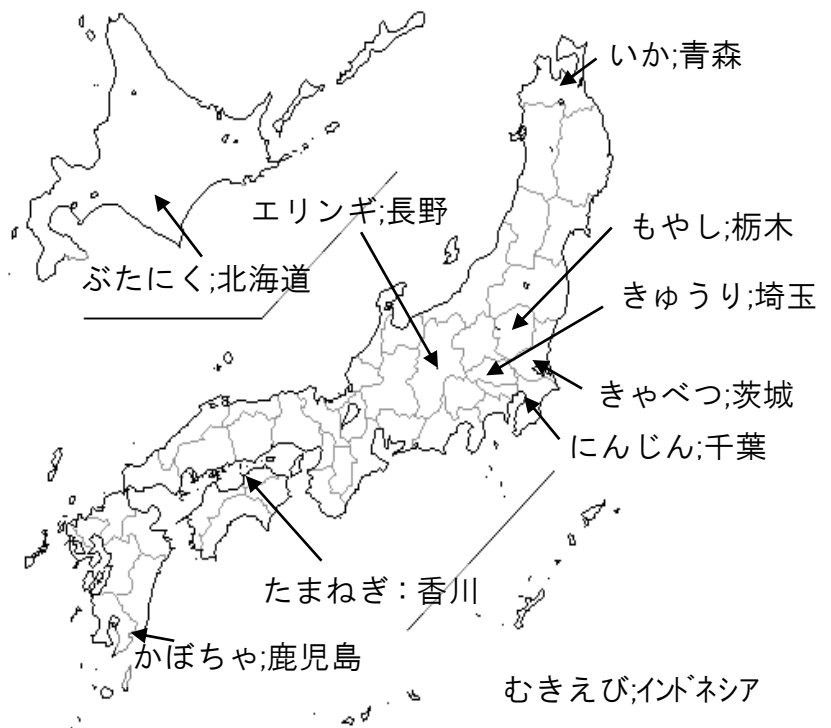 いか;青森
エリンギ;長野
もやし;栃木
ぶたにく;北海道
きゅうり;埼玉
きゃべつ;茨城
にんじん;千葉
たまねぎ：香川
かぼちゃ;鹿児島
むきえび;ｲﾝﾄﾞﾈｼｱ